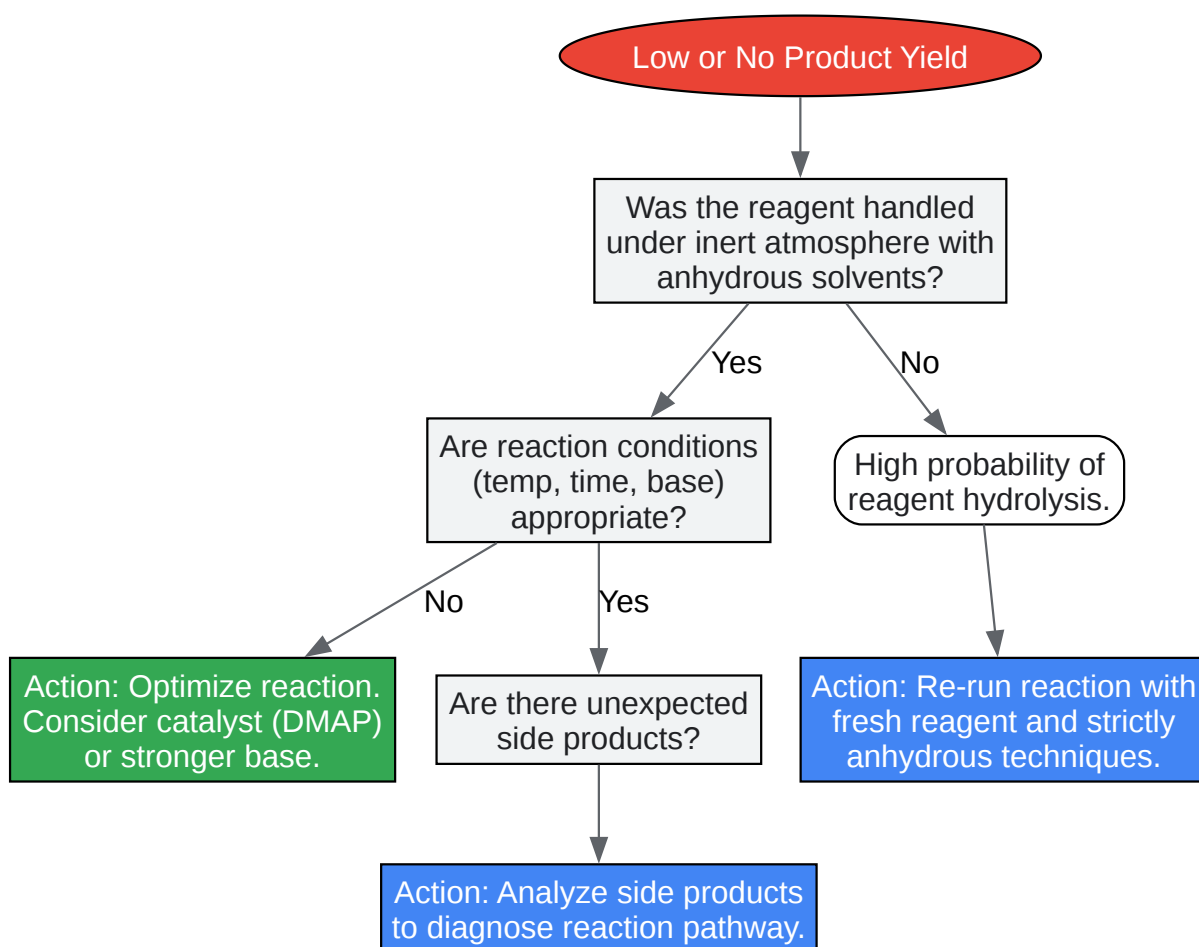 Low or No Product Yield
Was the reagent handled
under inert atmosphere with
anhydrous solvents?
Yes
No
Are reaction conditions
(temp, time, base)
appropriate?
High probability of
reagent hydrolysis.
No
Yes
Action: Optimize reaction.
Consider catalyst (DMAP)
or stronger base.
Are there unexpected
side products?
Action: Re-run reaction with
fresh reagent and strictly
anhydrous techniques.
Action: Analyze side products
to diagnose reaction pathway.